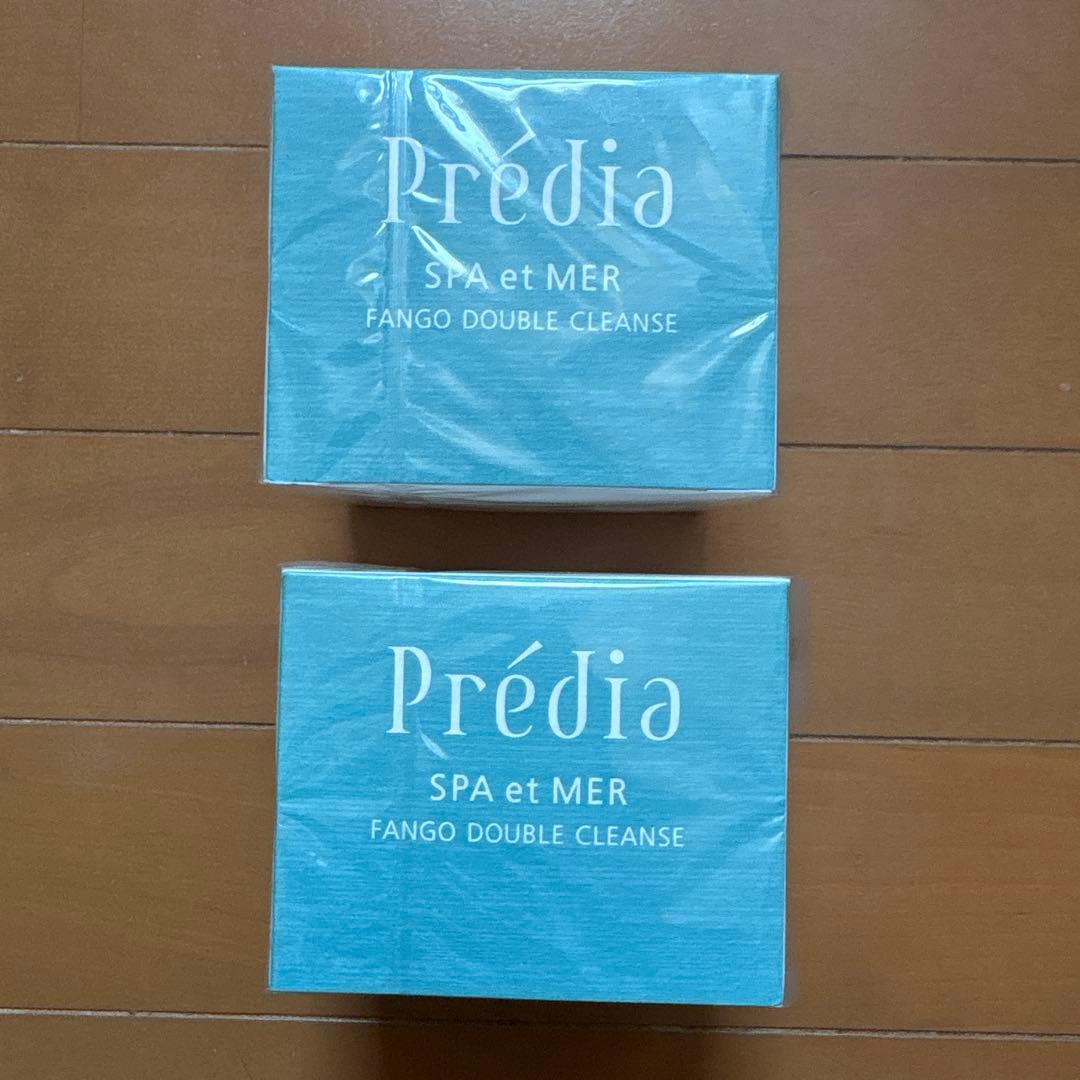 Prédia
SPA et MER
FANGO DOUBLE CLEANSE
Prédia
SPA et MER
FANGO DOUBLE CLEANSE